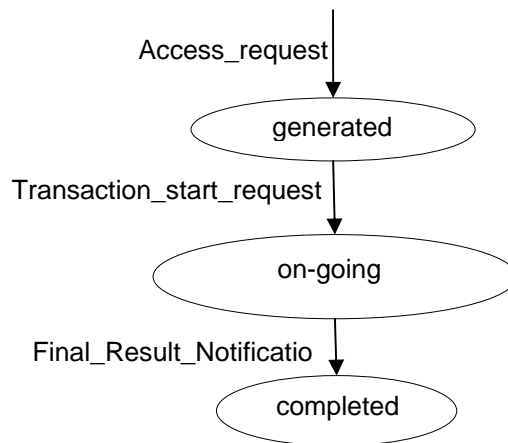 Access_request
generated
Transaction_start_request
on-going
Final_Result_Notificatio
completed